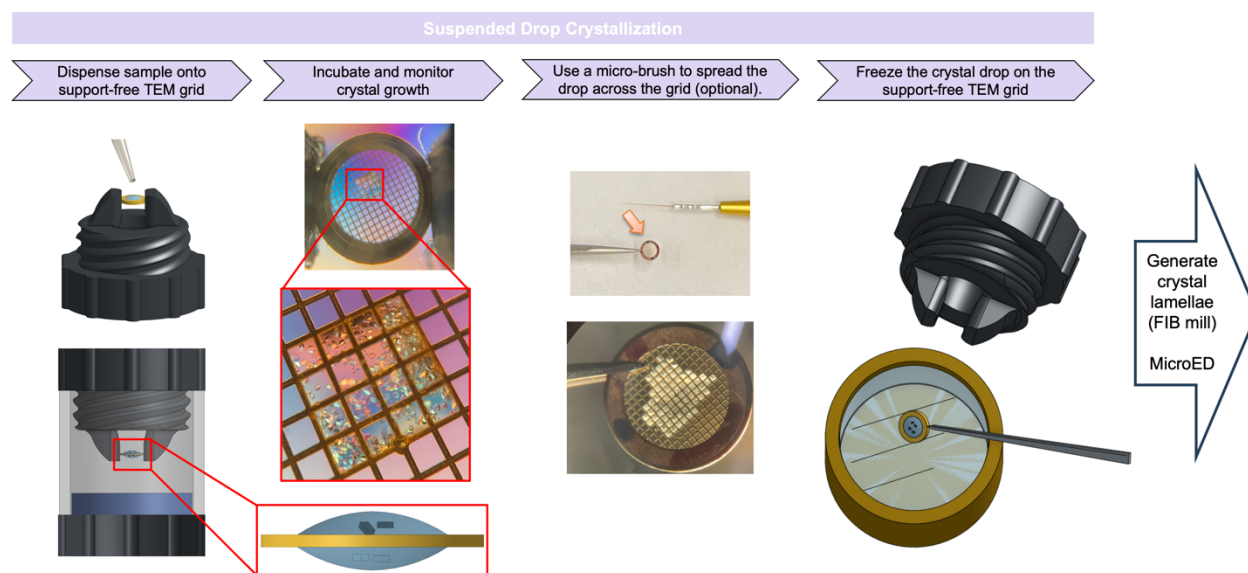 Suspended Drop Crystallization
Dispense sample onto
support-free TEM grid
Incubate and monitor
crystal growth
Use a micro-brush to spread the
drop across the grid (optional).
Freeze the crystal drop on the
support-free TEM grid
Generate
crystal
lamellae
(FIB mill)
MicroED